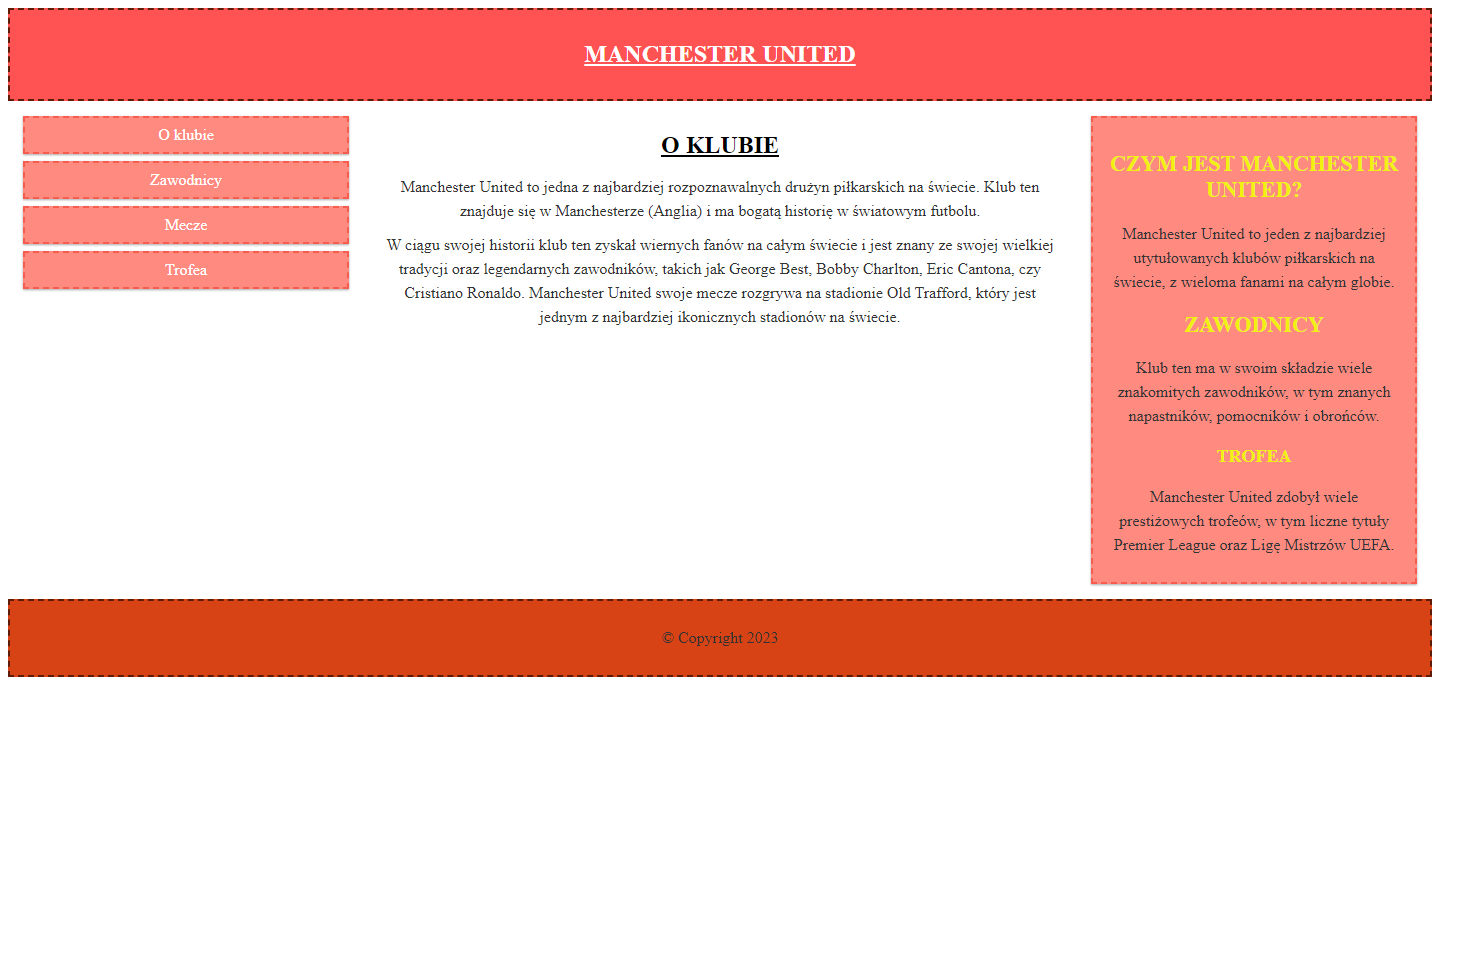 MANCHESTER UNITED
O klubie
Zawodnicy
Mecze
Trofea
O KLUBIE
Manchester United to jedna z najbardziej rozpoznawalnych drużyn piłkarskich na świecie. Klub ten
znajduje się w Manchesterze (Anglia) i ma bogatą historię w światowym futbolu.
W ciągu swojej historii klub ten zyskał wiernych fanów na całym świecie i jest znany ze swojej wielkiej
tradycji oraz legendarnych zawodników, takich jak George Best, Bobby Charlton, Eric Cantona, czy
Cristiano Ronaldo. Manchester United swoje mecze rozgrywa na stadionie Old Trafford, który jest
jednym z najbardziej ikonicznych stadionów na świecie.
CZYM JEST MANCHESTER
UNITED?
Manchester United to jeden z najbardziej
utytułowanych klubów piłkarskich na
świecie, z wieloma fanami na całym globie.
ZAWODNICY
Klub ten ma w swoim składzie wiele
znakomitych zawodników, w tym znanych
napastników, pomocników i obrońców.
TROFEA
Manchester United zdobył wiele
prestiżowych trofeów, w tym liczne tytuły
Premier League oraz Ligę Mistrzów UEFA.
© Copyright 2023